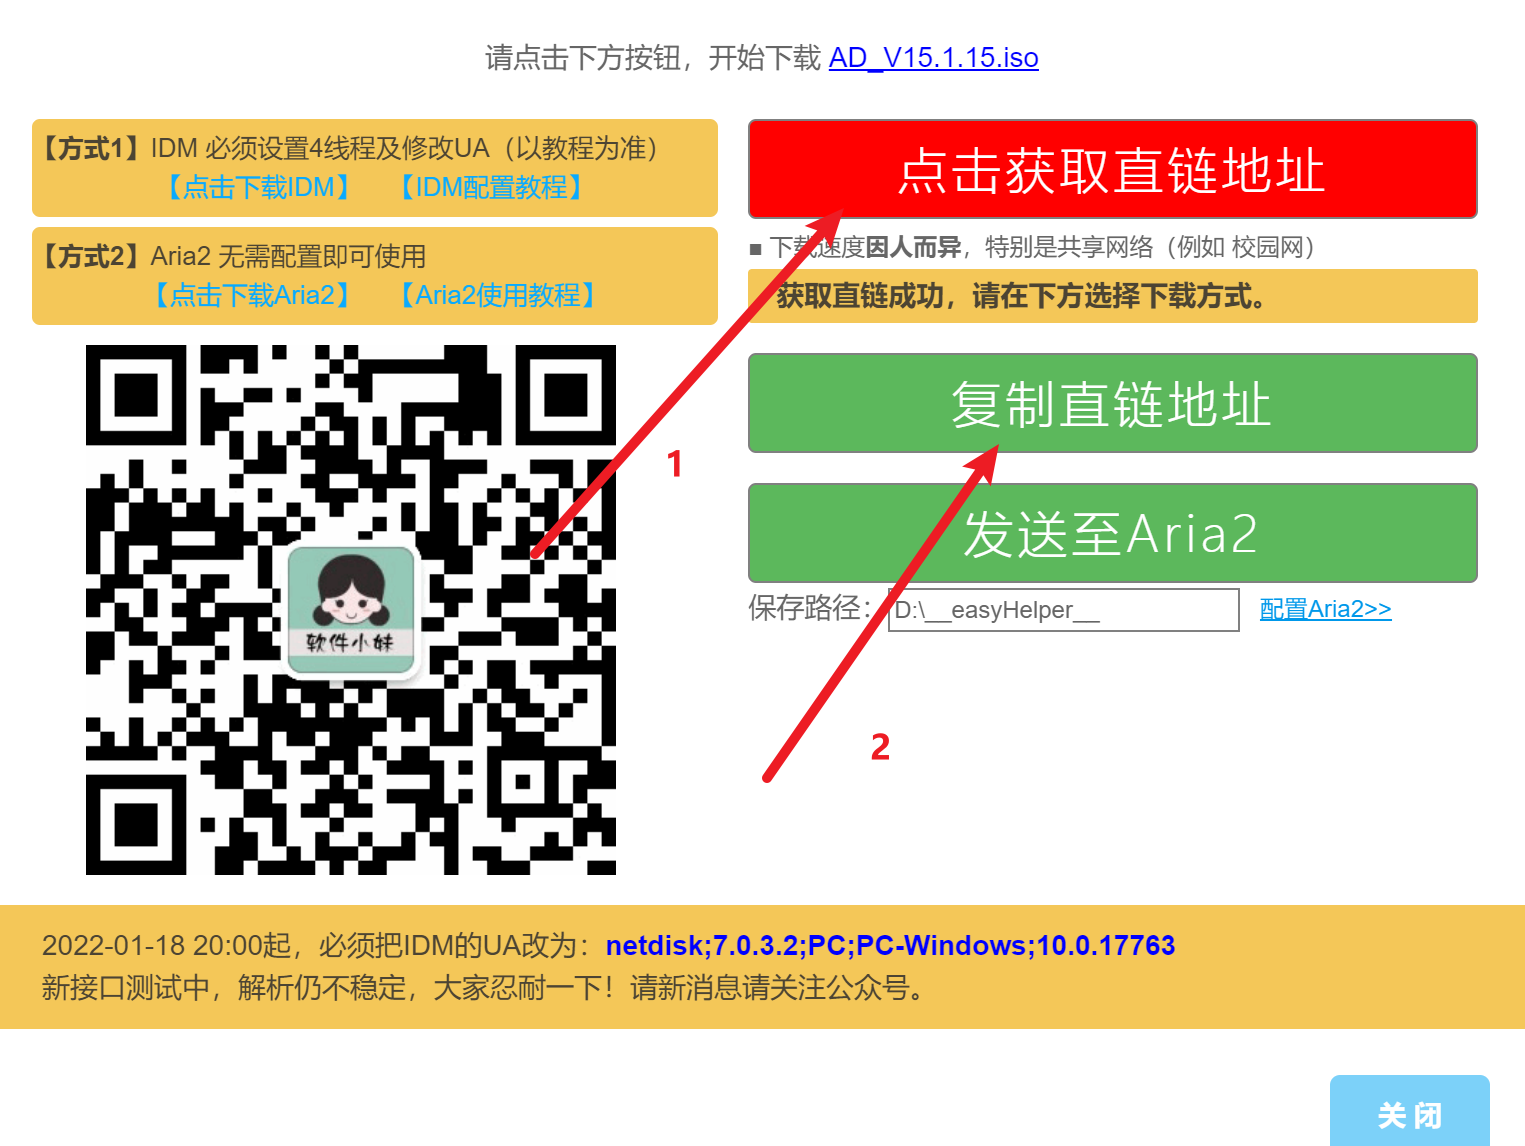 请点击下方按钮，开始下载 AD_V15.1.15.iso
【方式1】IDM 必须设置4线程及修改UA（以教程为准）
【点击下载IDM】 【IDM配置教程】
【方式2】Aria2 无需配置即可使用
【点击下载Aria2】 【Aria2使用教程】
软件小妹
点击获取直链地址
■ 下载速度因人而异，特别是共享网络（例如 校园网）
获取直链成功，请在下方选择下载方式。
1
复制直链地址
发送至Aria2
保存路径：D:\__easyHelper__ 配置Aria2>>
2
2022-01-18 20:00起，必须把IDM的UA改为：netdisk;7.0.3.2;PC;PC-Windows;10.0.17763
新接口测试中，解析仍不稳定，大家忍耐一下！请新消息请关注公众号。
关闭